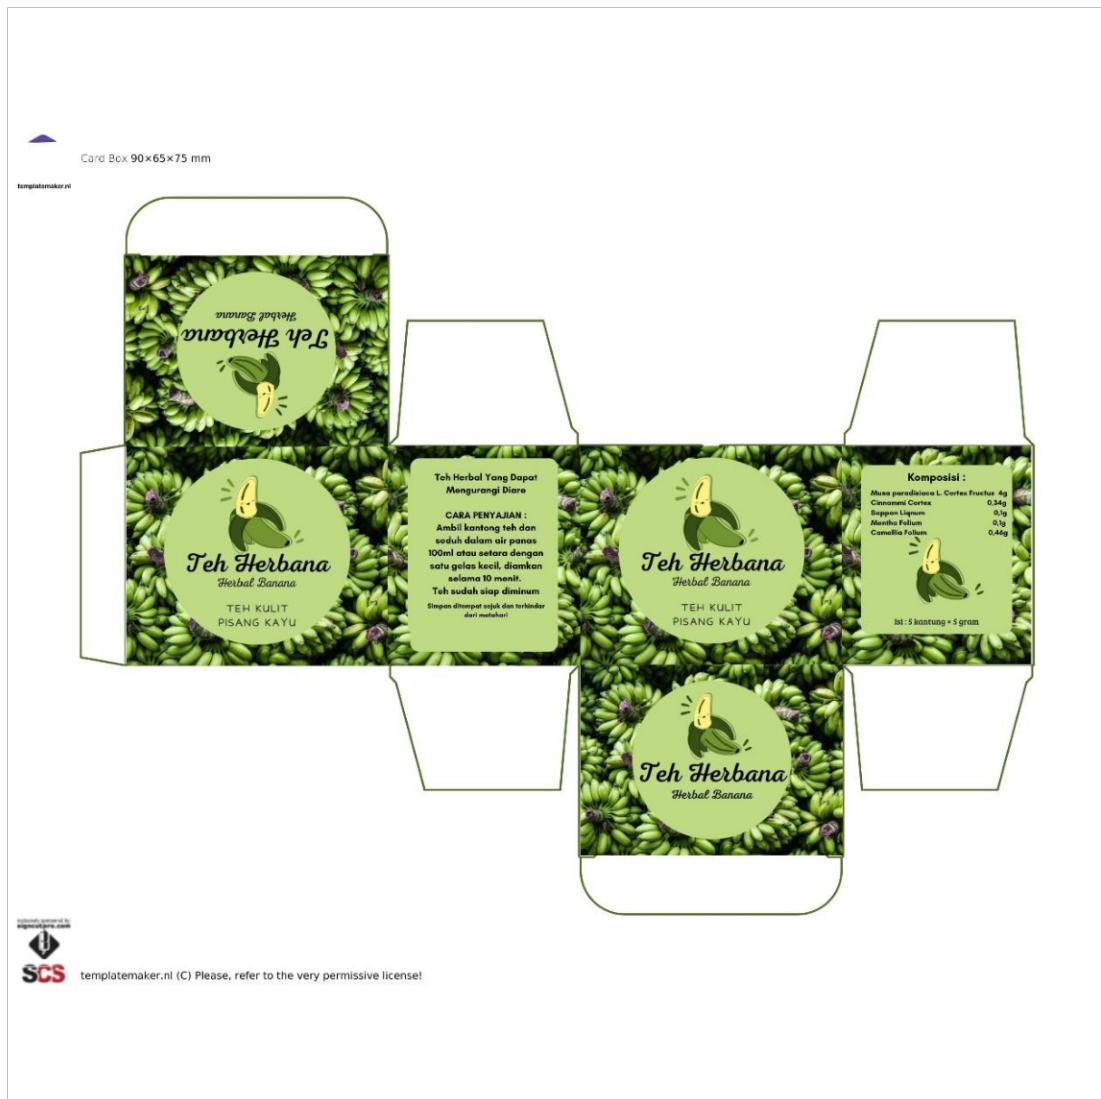 Card Box 90×65×75 mm
templatemaker.nl
Teh Herbana
Herbal Banana
Teh Herbana
Herbal Banana
TEH KULIT
PISANG KAYU
Teh Herbal Yang Dapat
Mengurangi Diare
CARA PENYAJIAN :
Ambil kantong teh dan
seduh dalam air panas
100ml atau setara dengan
satu gelas kecil, diamkan
selama 10 menit.
Teh sudah siap diminum
Simpan ditempat sejuk dan terhindar
dari matahari
Teh Herbana
Herbal Banana
TEH KULIT
PISANG KAYU
Komposisi :
Musa paradisiaca L. Cortex Fructus 4g
Cinnammi Cortex 0,34g
Sappan Liqnum 0,1g
Mentha Folium 0,1g
Camellia Folium 0,46g
Isi : 5 kantung × 5 gram
Teh Herbana
Herbal Banana
signcutpro.com
SCS
templatemaker.nl (C) Please, refer to the very permissive license!